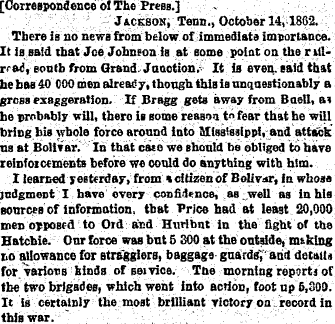 [Correspondence of The Press.]
JACKSON, Tenn., October 14, 1862.
There is no news from below of immediate importance.
It is said that Joe Johnson is at some point on the rail-
road, south from Grand Junction. It is even said that
he has 40 000 men already, though this is unquestionably a
gross exaggeration. If Bragg gets away from Buell, as
he probably will, there is some reason to fear that he will
bring his whole force around into Mississippi, and attack
us at Bolivar. In that case we should be obliged to have
reinforcements before we could do anything with him.
I learned yesterday, from a citizen of Bolivar, in whose
judgment I have every confidence, as well as in his
sources of information, that Price had at least 20,000
men opposed to Ord and Hurlbut in the fight of the
Hatchie. Our force was but 5 300 at the outside, making
no allowance for stragglers, baggage guards, and details
for various kinds of service. The morning reports of
the two brigades, which went into action, foot up 5,300.
It is certainly the most brilliant victory on record in
this war.